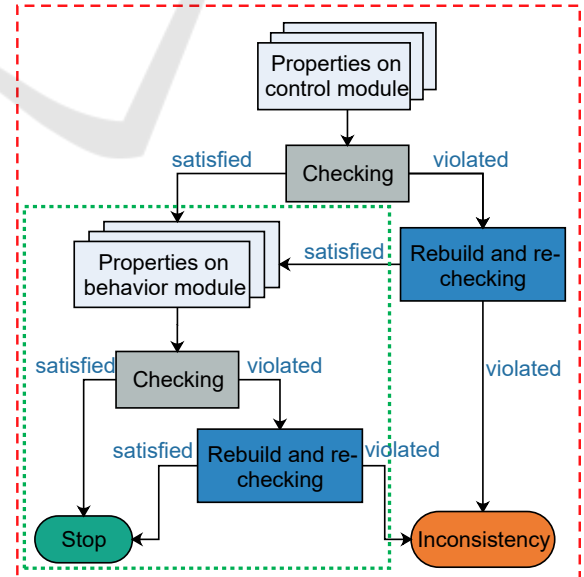 Properties on
control module
satisfied
violated
Checking
satisfied
Rebuild and re-
checking
Properties on
behavior module
satisfied
Checking
violated
violated
satisfied
Rebuild and re-
checking
violated
Stop
Inconsistency